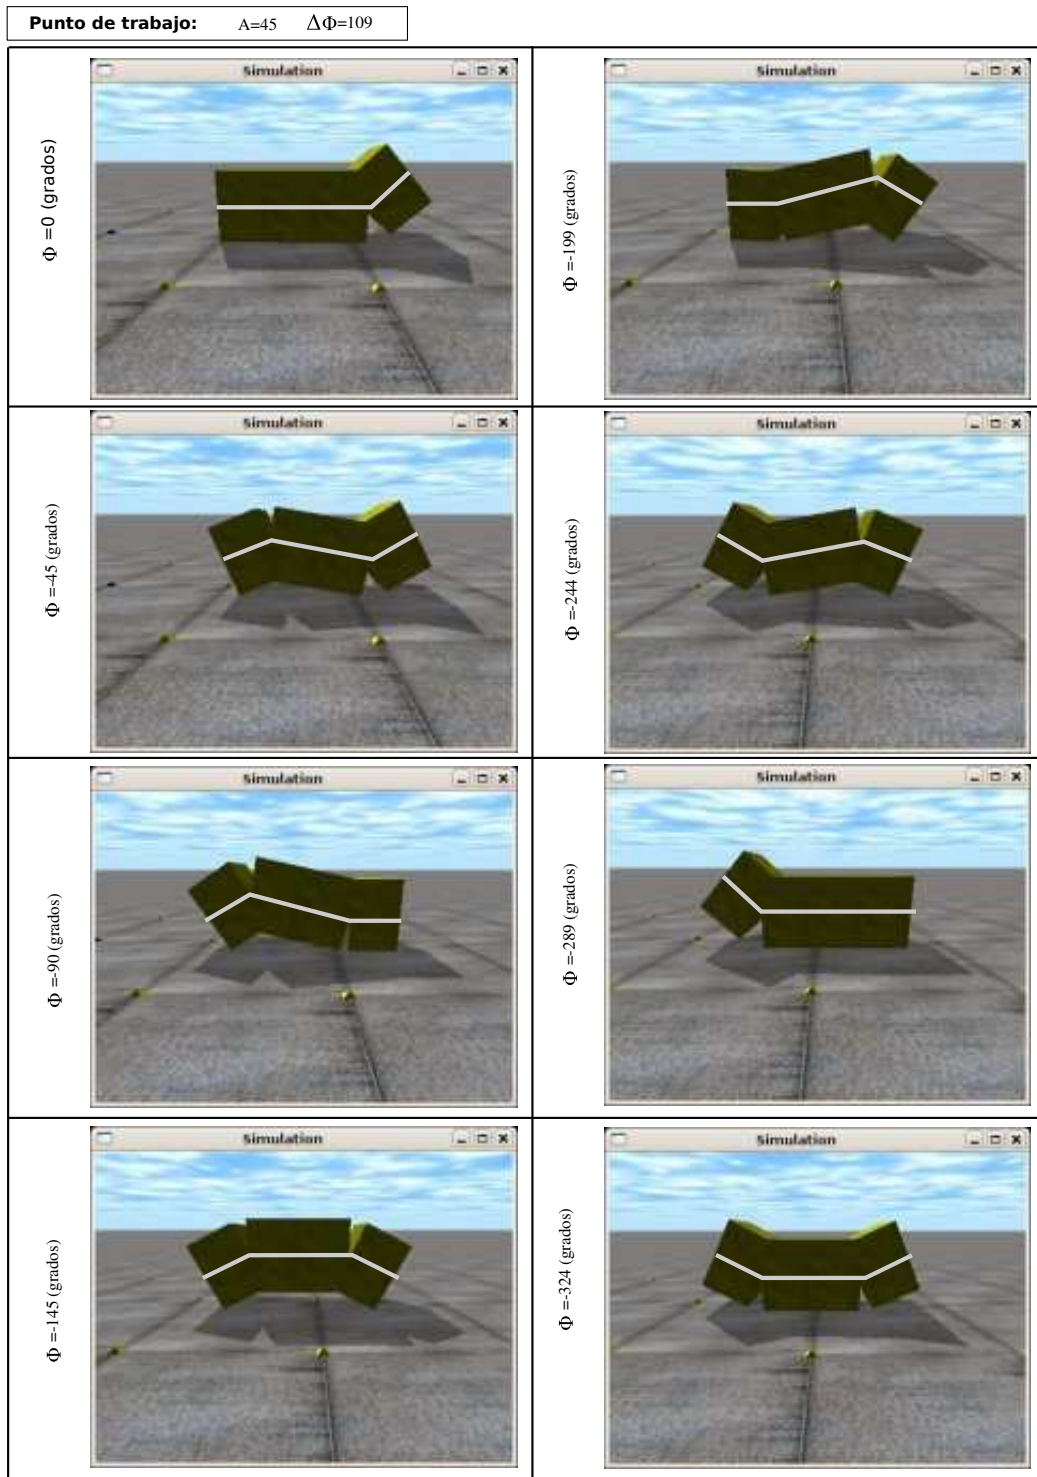 Punto de trabajo: A=45 ΔΦ=109
Simulation
Φ =0 (grados)
Simulation
Φ =-199 (grados)
Simulation
Φ =-45 (grados)
Simulation
Φ =-244 (grados)
Simulation
Φ =-90 (grados)
Simulation
Φ =-289 (grados)
Simulation
Φ =-145 (grados)
Simulation
Φ =-324 (grados)